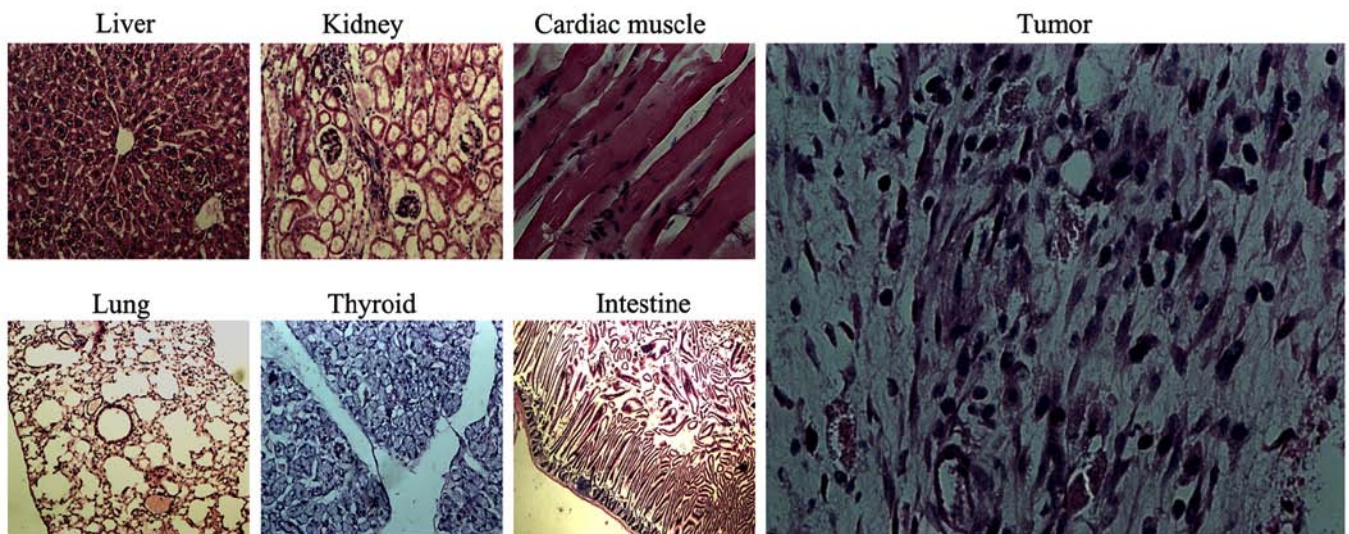 Liver
Kidney
Cardiac muscle
Tumor
Lung
Thyroid
Intestine